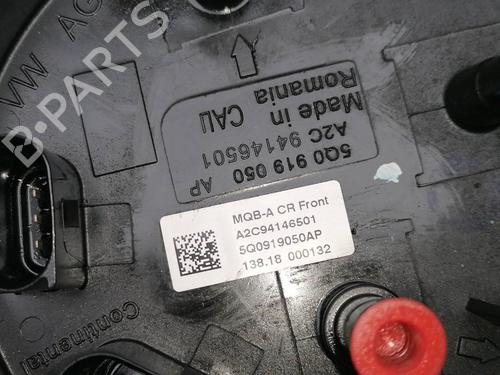 VW AG
B-PARTS
5Q0 919 050 AP
A2C 94146501
Made in
Romania
MQB-A CR Front
A2C94146501
5Q0919050AP
138.18 000132
Continental